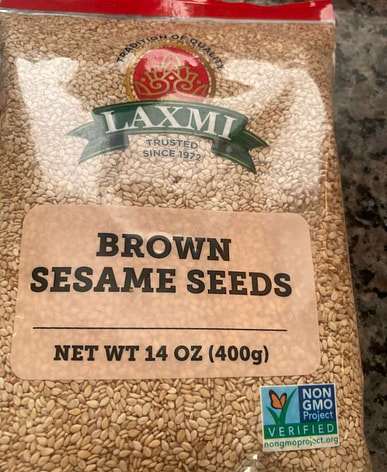 TRADITION OF QUALITY
LAXMI
TRUSTED
SINCE 1972
BROWN
SESAME SEEDS
NET WT 14 OZ (400g)
NON
GMO
Project
VERIFIED
nongmoproject.org